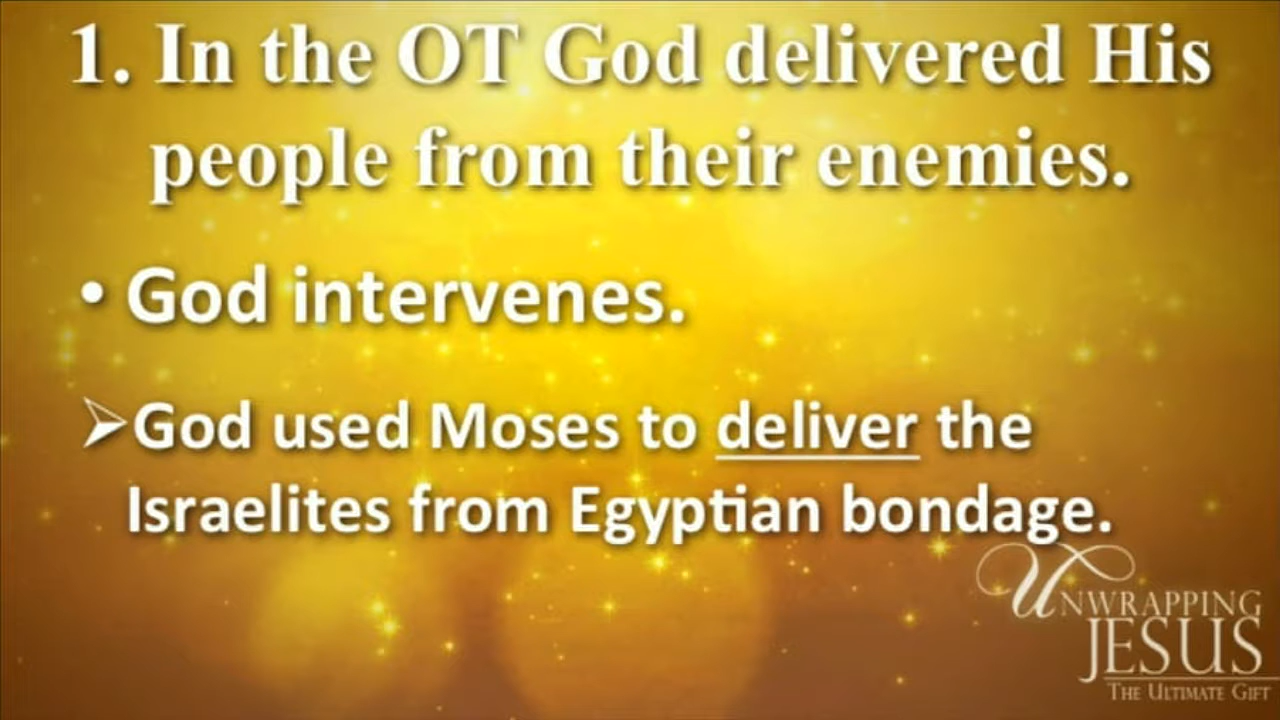 1. In the OT God delivered His
people from their enemies.
• God intervenes.
➢God used Moses to deliver the
Israelites from Egyptian bondage.
UNWRAPPING
JESUS
THE ULTIMATE GIFT